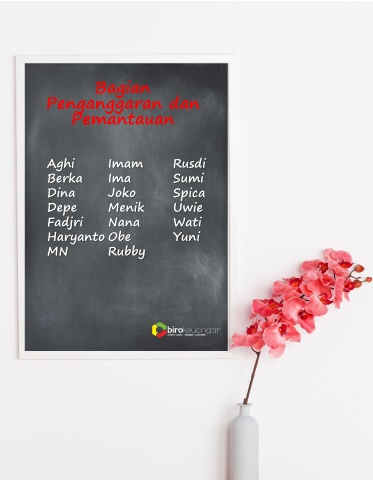 Bagian
Penganggaran dan
Pemantauan
Aghi
Berka
Dina
Depe
Fadjri
Haryanto
MN
Imam
Ima
Joko
Menik
Nana
Obe
Rubby
Rusdi
Sumi
Spica
Uwie
Wati
Yuni
birokeuangan